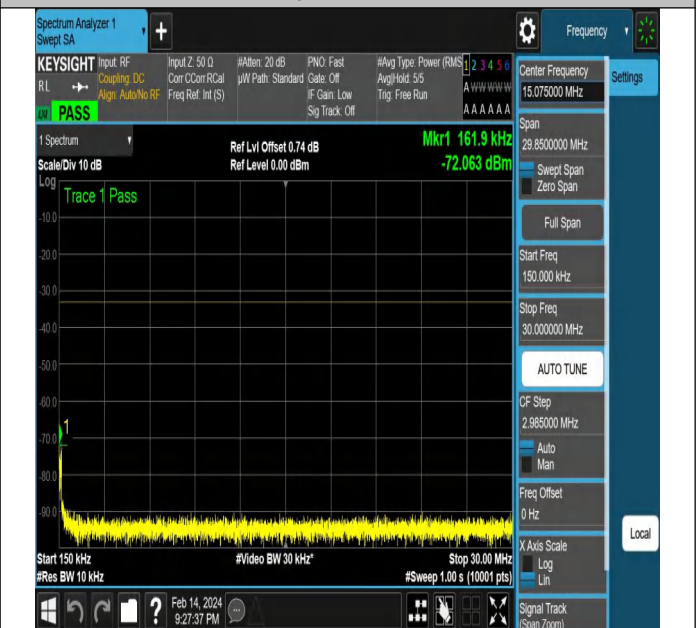 Spectrum Analyzer 1
Swept SA
+
Frequency
KEYSIGHT
RL
Input: RF
Coupling: DC
Align: Auto/No RF
Input Z: 50 Ω
Corr CCorr RCal
Freq Ref: Int (S)
#Atten: 20 dB
µW Path: Standard
PNO: Fast
Gate: Off
IF Gain: Low
Sig Track: Off
#Avg Type: Power (RMS
Avg|Hold: 5/5
Trig: Free Run
1 2 3 4 5 6
A W W W W W
A A A A A A
PASS
1 Spectrum
Scale/Div 10 dB
Ref Lvl Offset 0.74 dB
Ref Level 0.00 dBm
Mkr1 161.9 kHz
-72.063 dBm
Log
Trace 1 Pass
-10.0
-20.0
-30.0
-40.0
-50.0
-60.0
-70.0
-80.0
-90.0
1
Start 150 kHz
#Res BW 10 kHz
#Video BW 30 kHz*
Stop 30.00 MHz
#Sweep 1.00 s (10001 pts)
Center Frequency
15.075000 MHz
Settings
Span
29.8500000 MHz
Swept Span
Zero Span
Full Span
Start Freq
150.000 kHz
Stop Freq
30.000000 MHz
AUTO TUNE
CF Step
2.985000 MHz
Auto
Man
Freq Offset
0 Hz
X Axis Scale
Log
Lin
Signal Track
(Span Zoom)
Local
?
Feb 14, 2024
9:27:37 PM